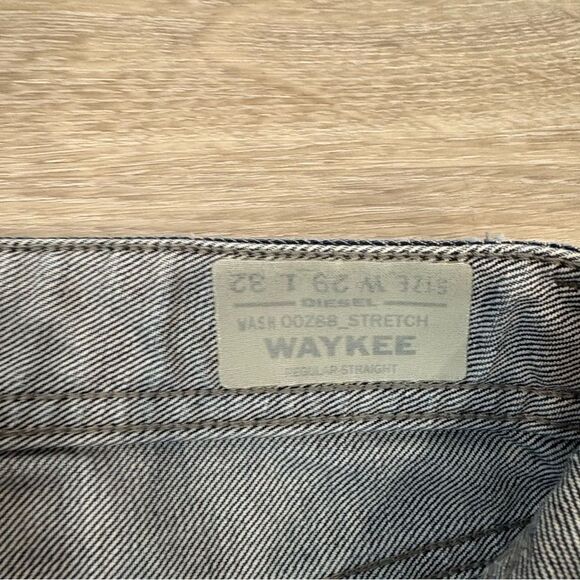 SIZE W 29 L 32
DIESEL
WASH 00Z88_STRETCH
WAYKEE
REGULAR-STRAIGHT